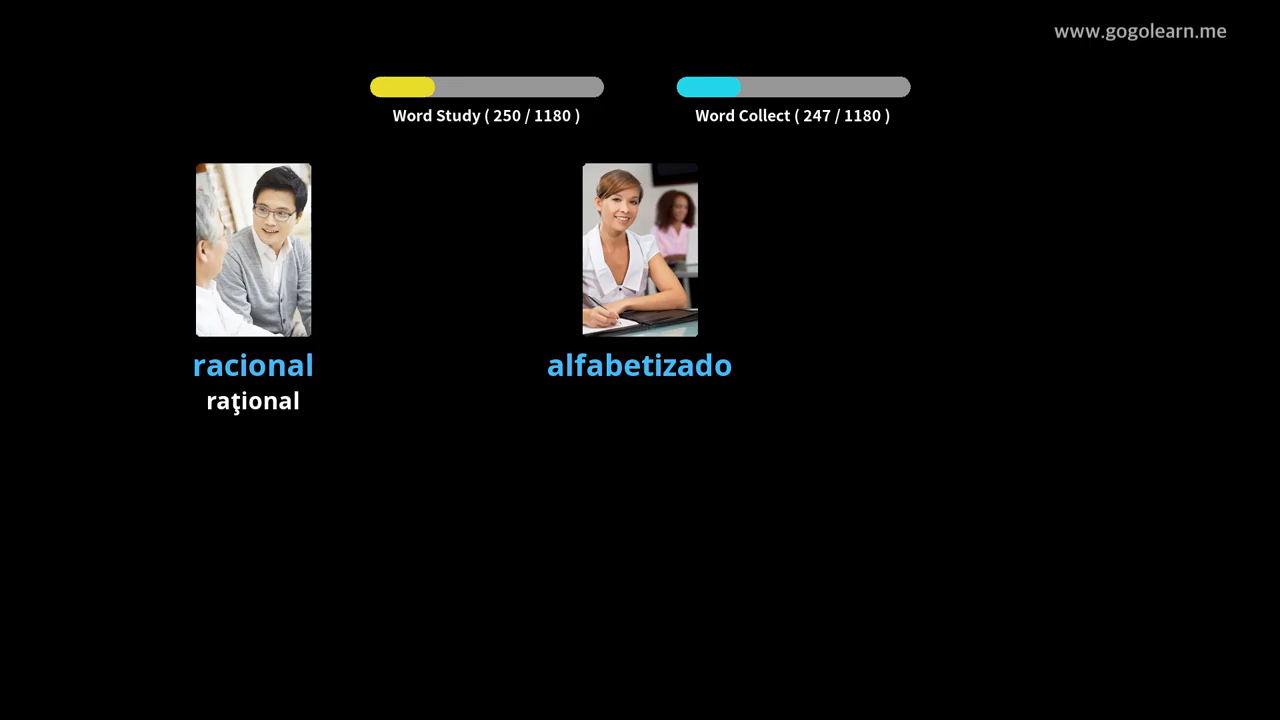 www.gogolearn.me
Word Study ( 250 / 1180 )
Word Collect ( 247 / 1180 )
racional
raţional
alfabetizado